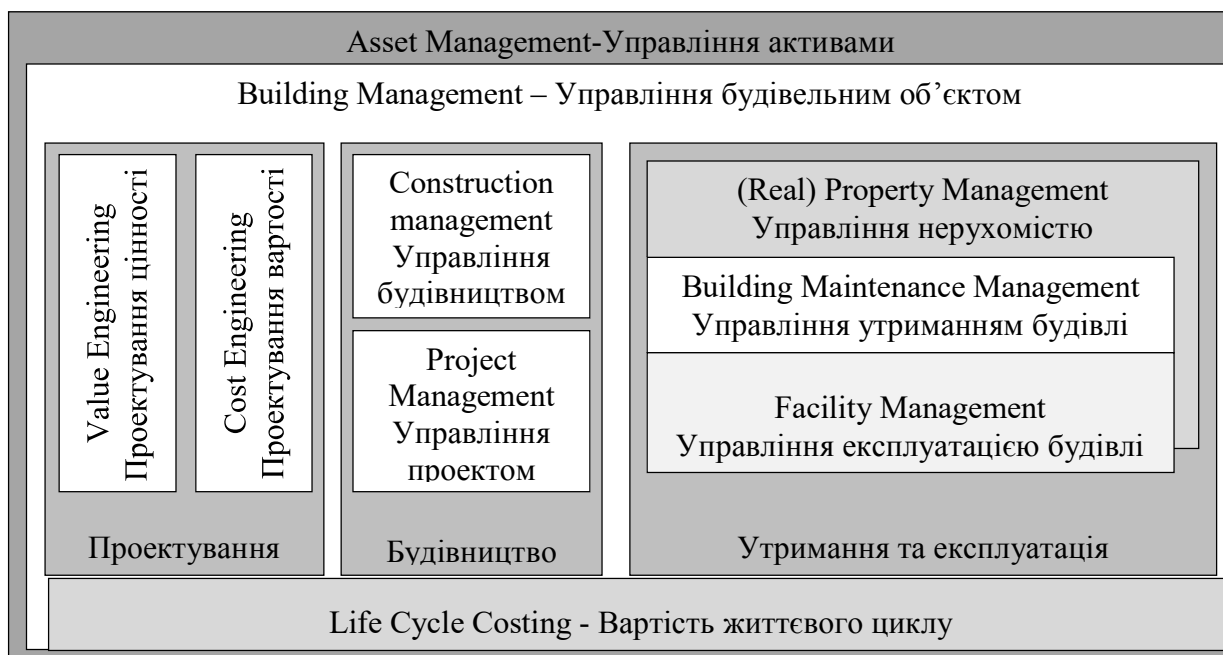 Asset Management-Управління активами
Building Management – Управління будівельним об’єктом
Value Engineering
Проектування цінності
Cost Engineering
Проектування вартості
Проектування
Construction
management
Управління
будівництвом
Project
Management
Управління
проектом
Будівництво
(Real) Property Management
Управління нерухомістю
Building Maintenance Management
Управління утриманням будівлі
Facility Management
Управління експлуатацією будівлі
Утримання та експлуатація
Life Cycle Costing - Вартість життєвого циклу